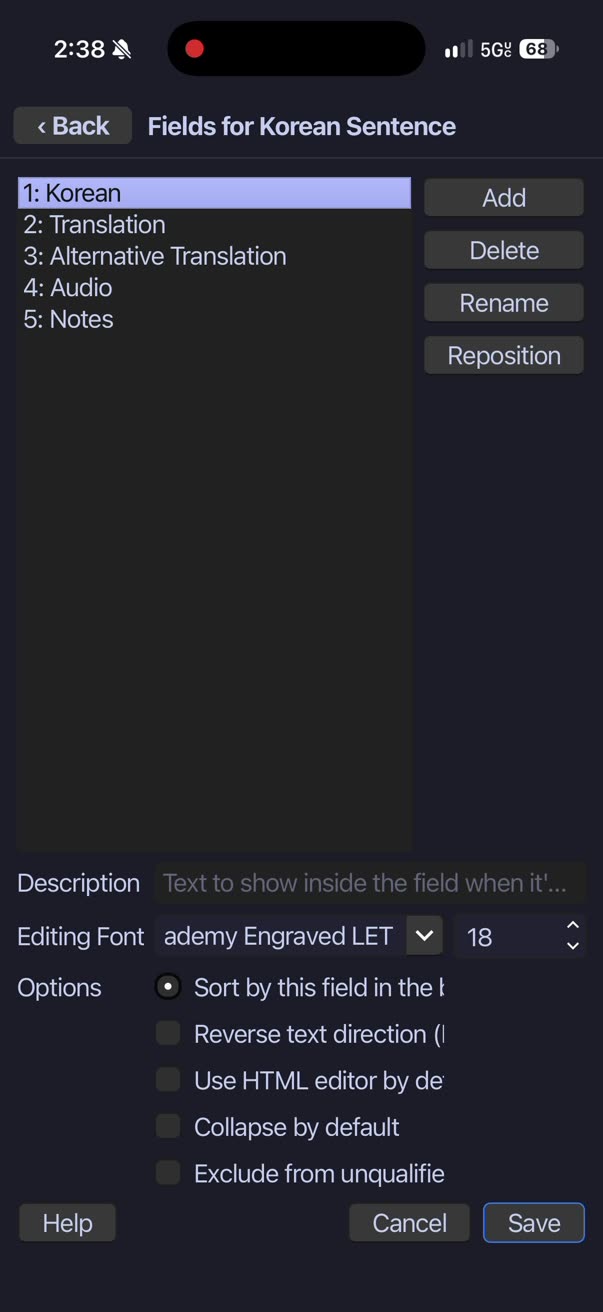 2:38 5G 68
‹ Back Fields for Korean Sentence
1: Korean
2: Translation
3: Alternative Translation
4: Audio
5: Notes
Add
Delete
Rename
Reposition
Description Text to show inside the field when it'...
Editing Font ademy Engraved LET 18
Options Sort by this field in the
Reverse text direction (
Use HTML editor by de
Collapse by default
Exclude from unqualifie
Help Cancel Save